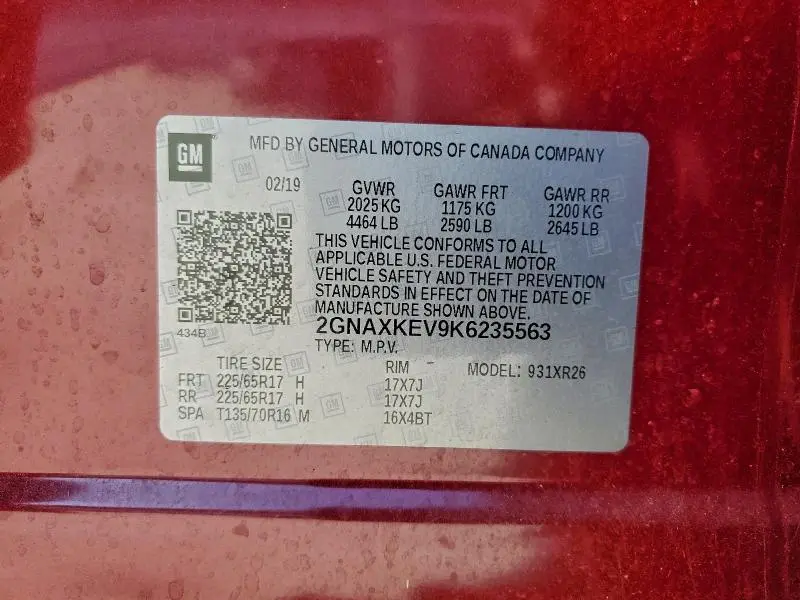 GM
MFD BY GENERAL MOTORS OF CANADA COMPANY
02/19
GVWR GAWR FRT GAWR RR
2025 KG 1175 KG 1200 KG
4464 LB 2590 LB 2645 LB
THIS VEHICLE CONFORMS TO ALL
APPLICABLE U.S. FEDERAL MOTOR
VEHICLE SAFETY AND THEFT PREVENTION
STANDARDS IN EFFECT ON THE DATE OF
MANUFACTURE SHOWN ABOVE.
434B
2GNAXKEV9K6235563
TYPE: M.P.V.
TIRE SIZE RIM MODEL: 931XR26
FRT 225/65R17 H 17X7J
RR 225/65R17 H 17X7J
SPA T135/70R16 M 16X4BT